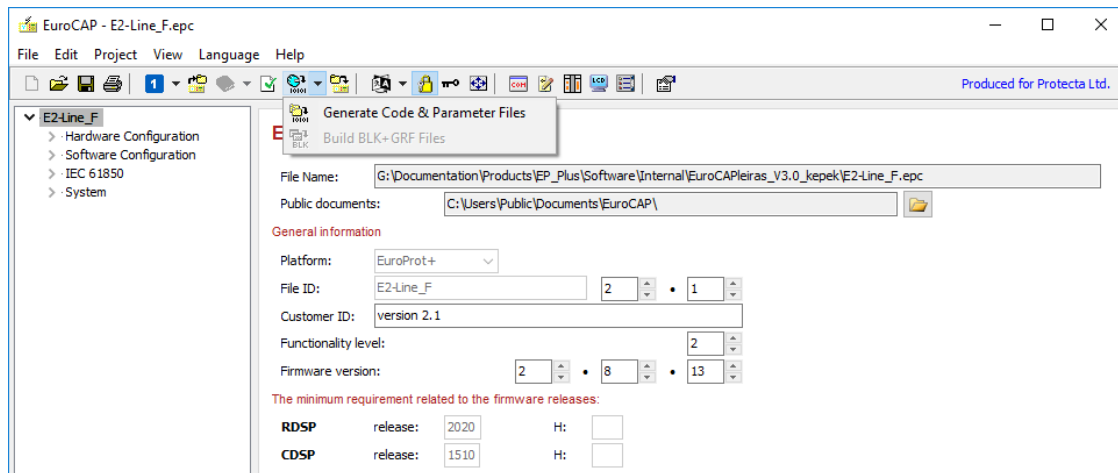 EuroCAP - E2-Line_F.epc
File Edit Project View Language Help
Produced for Protecta Ltd.
E2-Line_F
Hardware Configuration
Software Configuration
IEC 61850
System
Generate Code & Parameter Files
Build BLK+GRF Files
File Name: G:\Documentation\Products\EP_Plus\Software\Internal\EuroCAPleiras_V3.0_kepek\E2-Line_F.epc
Public documents: C:\Users\Public\Documents\EuroCAP\
General information
Platform: EuroProt+
File ID: E2-Line_F 2 • 1
Customer ID: version 2.1
Functionality level: 2
Firmware version: 2 • 8 • 13
The minimum requirement related to the firmware releases:
RDSP release: 2020 H:
CDSP release: 1510 H: